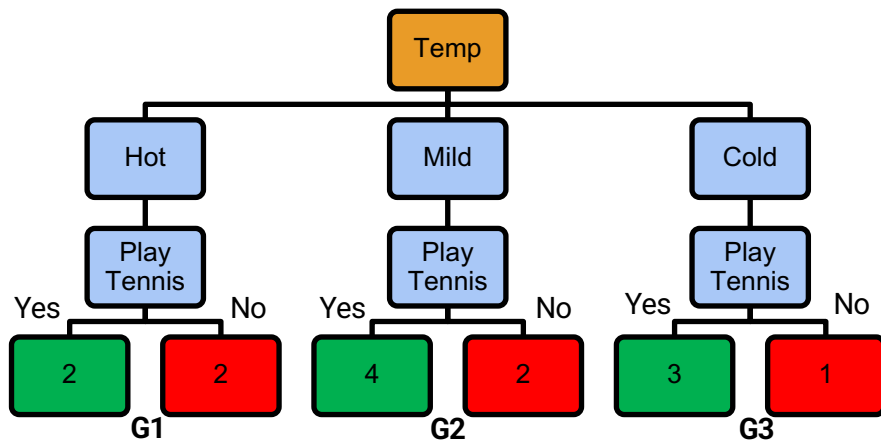 Temp
Hot
Mild
Cold
Play
Tennis
Play
Tennis
Play
Tennis
Yes
No
Yes
No
Yes
No
2
2
4
2
3
1
G1
G2
G3